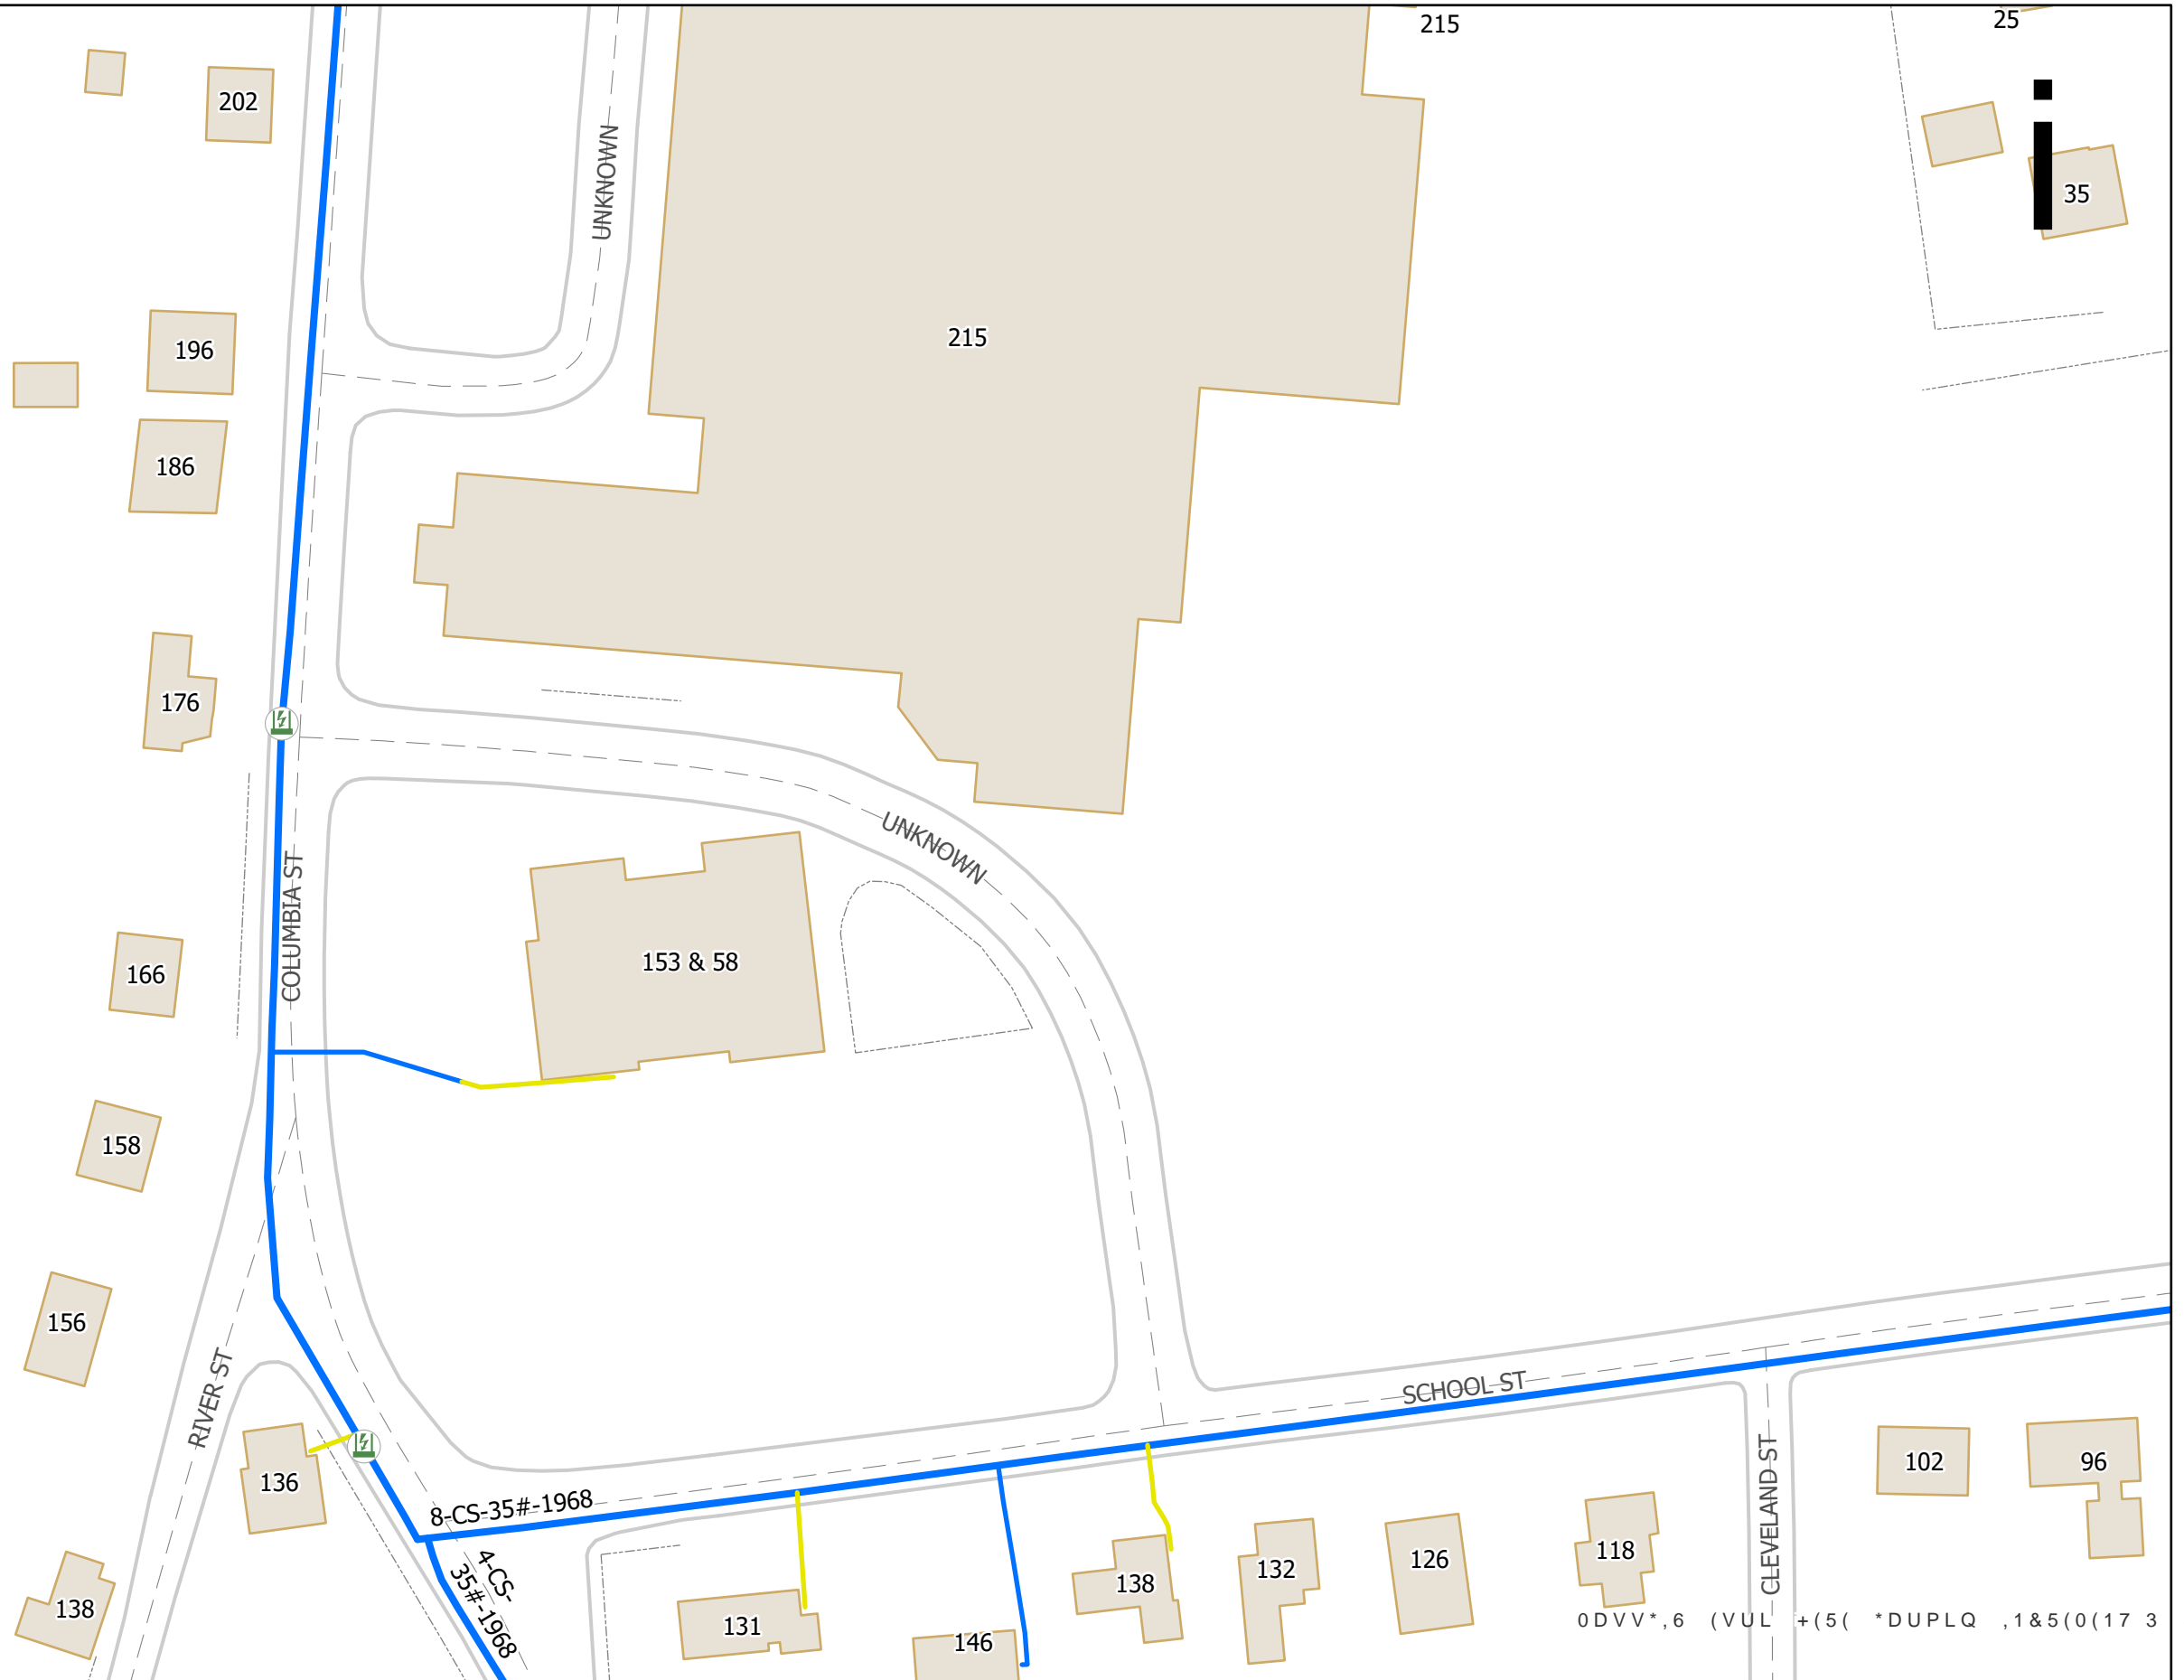 215
25
202
UNKNOWN
35
215
196
186
176
UNKNOWN
COLUMBIA ST
153 & 58
166
158
156
RIVER ST
SCHOOL ST
136
8-CS-35#-1968
4-CS-
35#-1968
CLEVELAND ST
102
96
138
131
146
138
132
126
118
0DVV*,6 (VUL +(5( *DUPLQ ,1&5(0(17 3